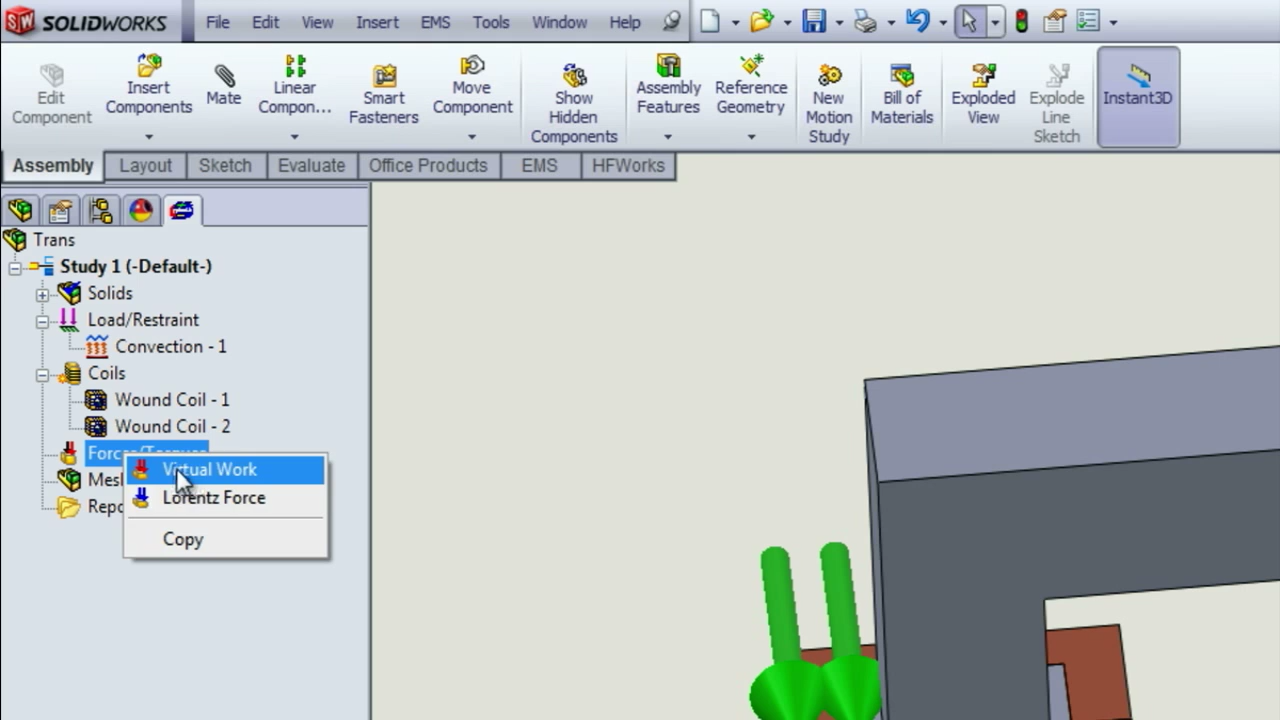 SW SOLIDWORKS File Edit View Insert EMS Tools Window Help
Edit Component
Insert Components
Mate
Linear Compon...
Smart Fasteners
Move Component
Show Hidden Components
Assembly Features
Reference Geometry
New Motion Study
Bill of Materials
Exploded View
Explode Line Sketch
Instant3D
Assembly Layout Sketch Evaluate Office Products EMS HFWorks
Trans
Study 1 (-Default-)
Solids
Load/Restraint
Convection - 1
Coils
Wound Coil - 1
Wound Coil - 2
Virtual Work
Lorentz Force
Copy